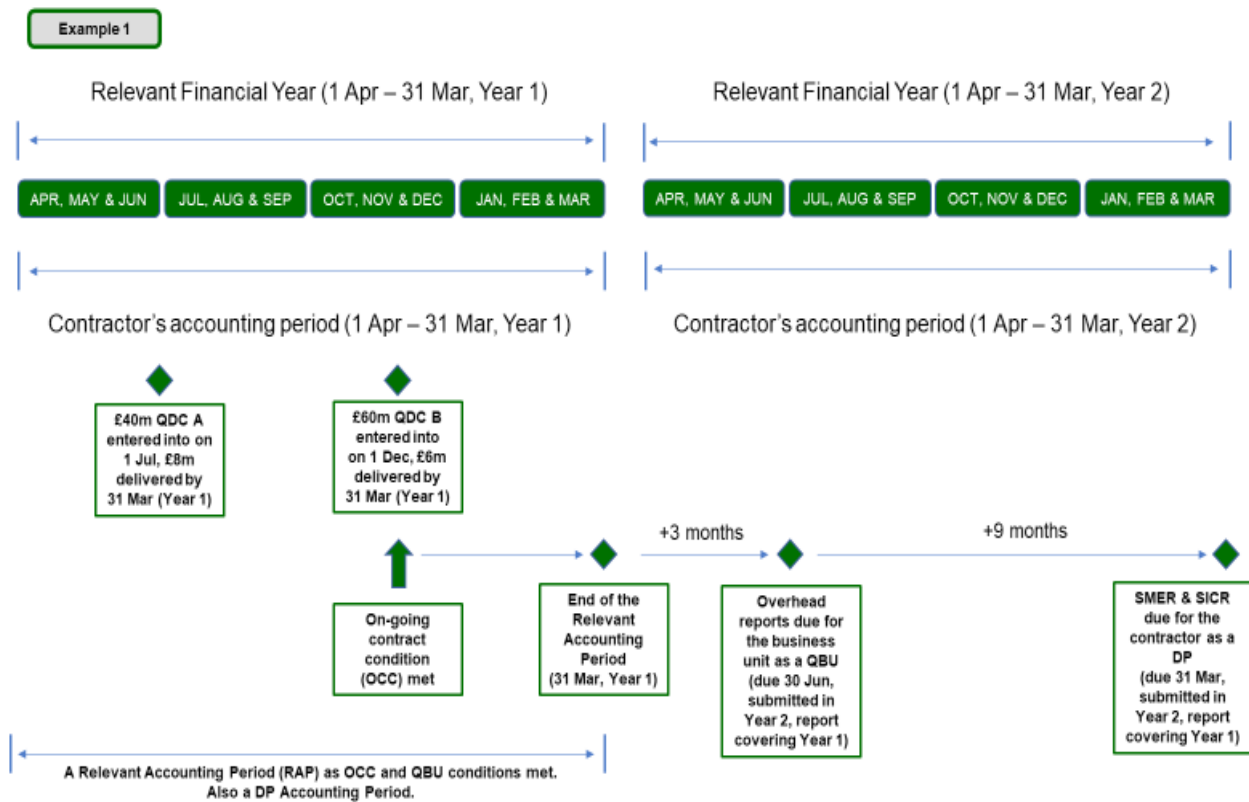 Example 1
Relevant Financial Year (1 Apr – 31 Mar, Year 1)
Relevant Financial Year (1 Apr – 31 Mar, Year 2)
APR, MAY & JUN
JUL, AUG & SEP
OCT, NOV & DEC
JAN, FEB & MAR
APR, MAY & JUN
JUL, AUG & SEP
OCT, NOV & DEC
JAN, FEB & MAR
Contractor's accounting period (1 Apr – 31 Mar, Year 1)
Contractor's accounting period (1 Apr – 31 Mar, Year 2)
£40m QDC A
entered into on
1 Jul, £8m
delivered by
31 Mar (Year 1)
£60m QDC B
entered into
on 1 Dec, £6m
delivered by
31 Mar (Year 1)
+3 months
+9 months
On-going
contract
condition
(OCC) met
End of the
Relevant
Accounting
Period
(31 Mar, Year 1)
Overhead
reports due for
the business
unit as a QBU
(due 30 Jun,
submitted in
Year 2, report
covering Year 1)
SMER & SICR
due for the
contractor as a
DP
(due 31 Mar,
submitted in
Year 2, report
covering Year 1)
A Relevant Accounting Period (RAP) as OCC and QBU conditions met.
Also a DP Accounting Period.